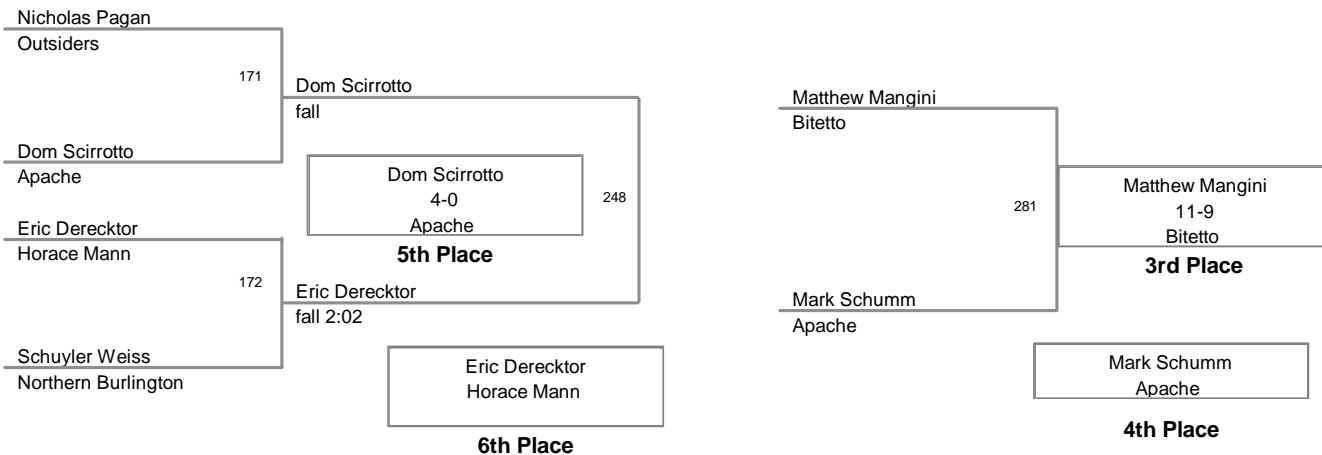 Nicholas Pagan
Outsiders
171
Dom Scirrotto
fall
Dom Scirrotto
Apache
Dom Scirrotto
4-0
Apache
5th Place
248
Eric Derecktor
Horace Mann
172
Eric Derecktor
fall 2:02
Schuyler Weiss
Northern Burlington
Eric Derecktor
Horace Mann
6th Place
Matthew Mangini
Bitetto
281
Matthew Mangini
11-9
Bitetto
3rd Place
Mark Schumm
Apache
Mark Schumm
Apache
4th Place